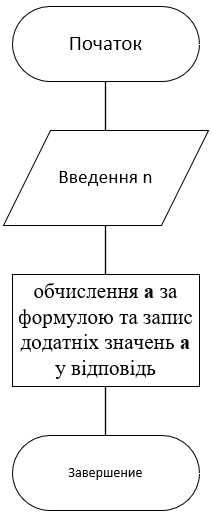 Початок
Введення n
обчислення a за
формулою та запис
додатніх значень a
у відповідь
Завершение